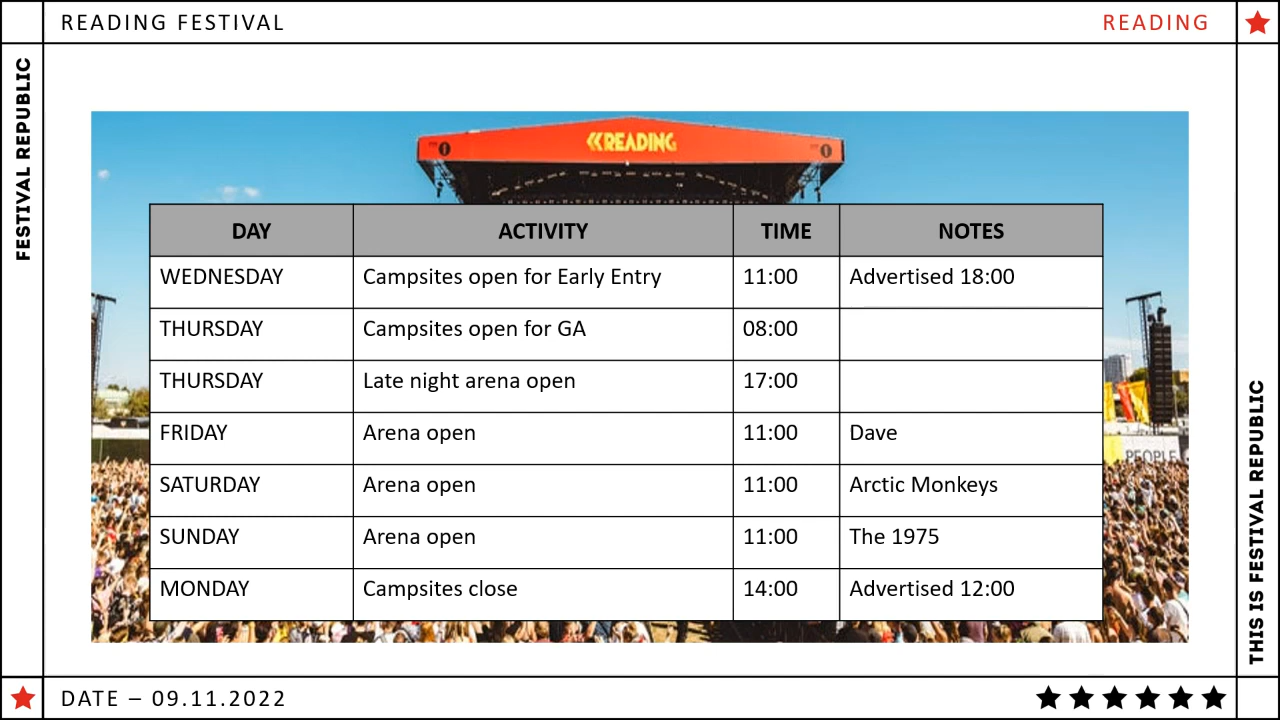 READING FESTIVAL
READING
FESTIVAL REPUBLIC
READING
DAY ACTIVITY TIME NOTES
WEDNESDAY Campsites open for Early Entry 11:00 Advertised 18:00
THURSDAY Campsites open for GA 08:00
THURSDAY Late night arena open 17:00
FRIDAY Arena open 11:00 Dave
SATURDAY Arena open 11:00 Arctic Monkeys
SUNDAY Arena open 11:00 The 1975
MONDAY Campsites close 14:00 Advertised 12:00
PEOPLE
THIS IS FESTIVAL REPUBLIC
DATE – 09.11.2022